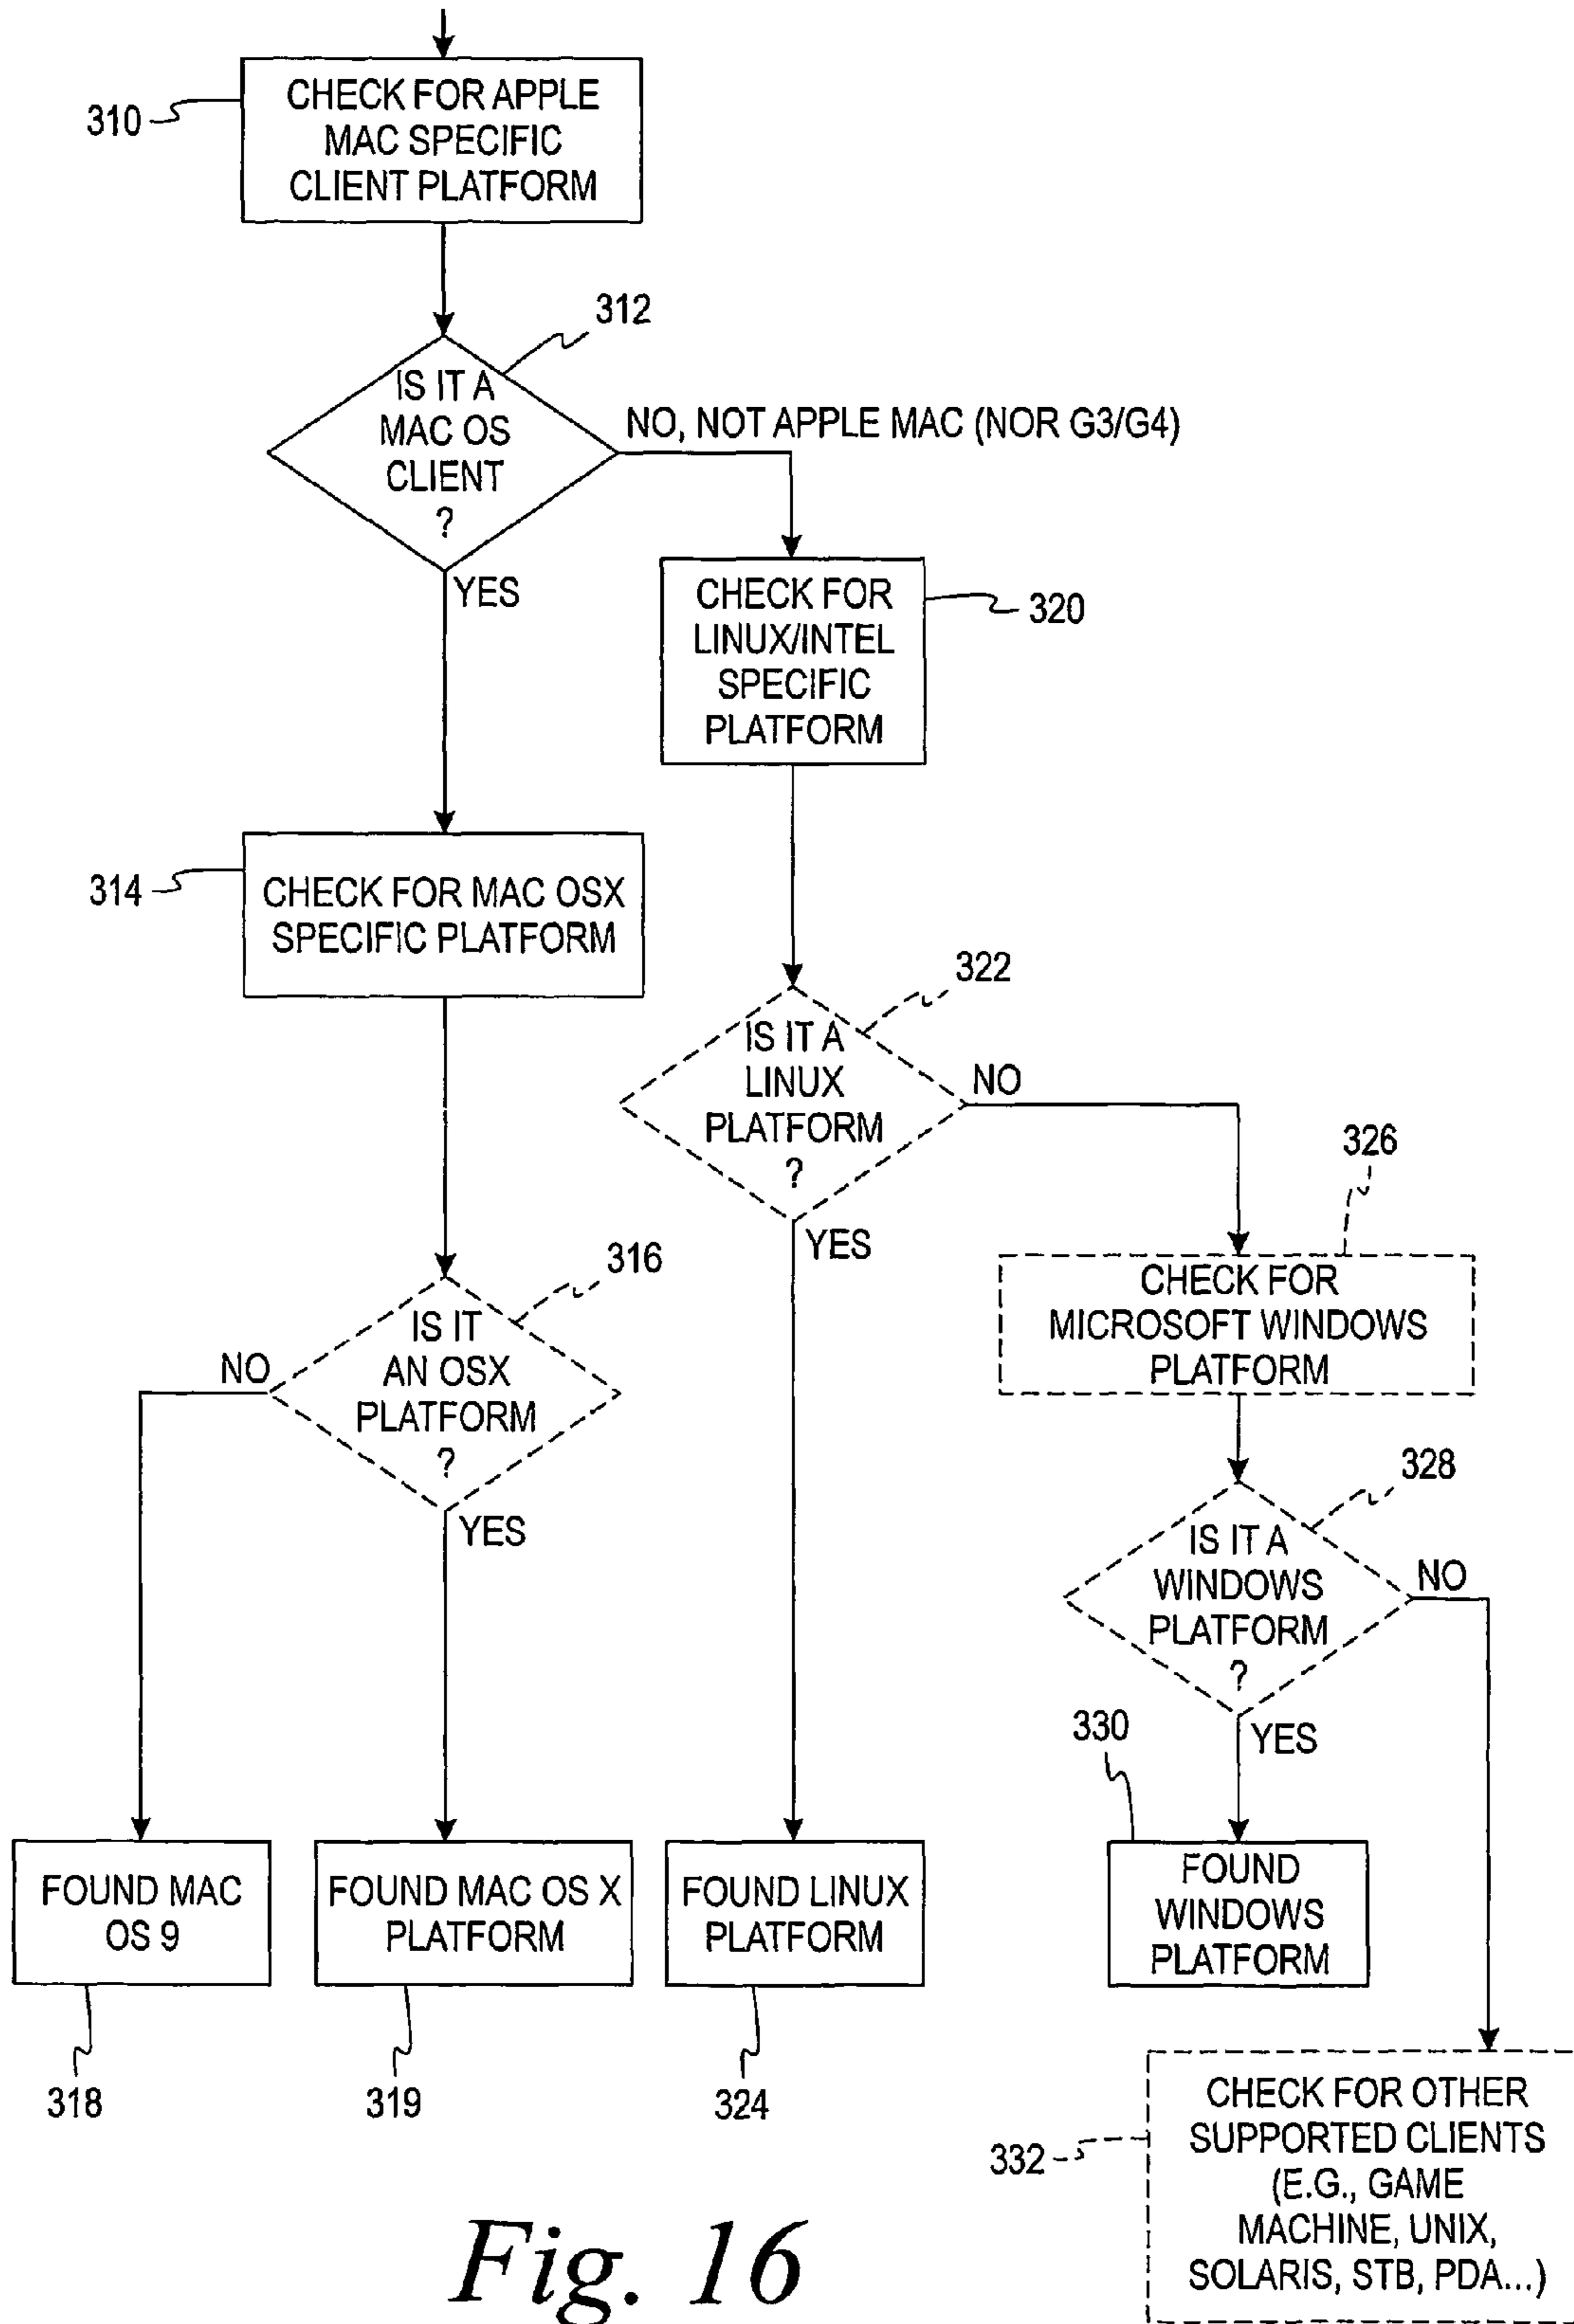 310
CHECK FOR APPLE
MAC SPECIFIC
CLIENT PLATFORM
312
IS IT A
MAC OS
CLIENT
?
NO, NOT APPLE MAC (NOR G3/G4)
YES
CHECK FOR
LINUX/INTEL
SPECIFIC
PLATFORM
320
314
CHECK FOR MAC OSX
SPECIFIC PLATFORM
322
IS IT A
LINUX
PLATFORM
?
NO
YES
326
CHECK FOR
MICROSOFT WINDOWS
PLATFORM
316
IS IT
AN OSX
PLATFORM
?
NO
YES
328
IS IT A
WINDOWS
PLATFORM
?
NO
YES
330
FOUND MAC
OS 9
FOUND MAC OS X
PLATFORM
FOUND LINUX
PLATFORM
FOUND
WINDOWS
PLATFORM
318
319
324
332
CHECK FOR OTHER
SUPPORTED CLIENTS
(E.G., GAME
MACHINE, UNIX,
SOLARIS, STB, PDA...)
Fig. 16